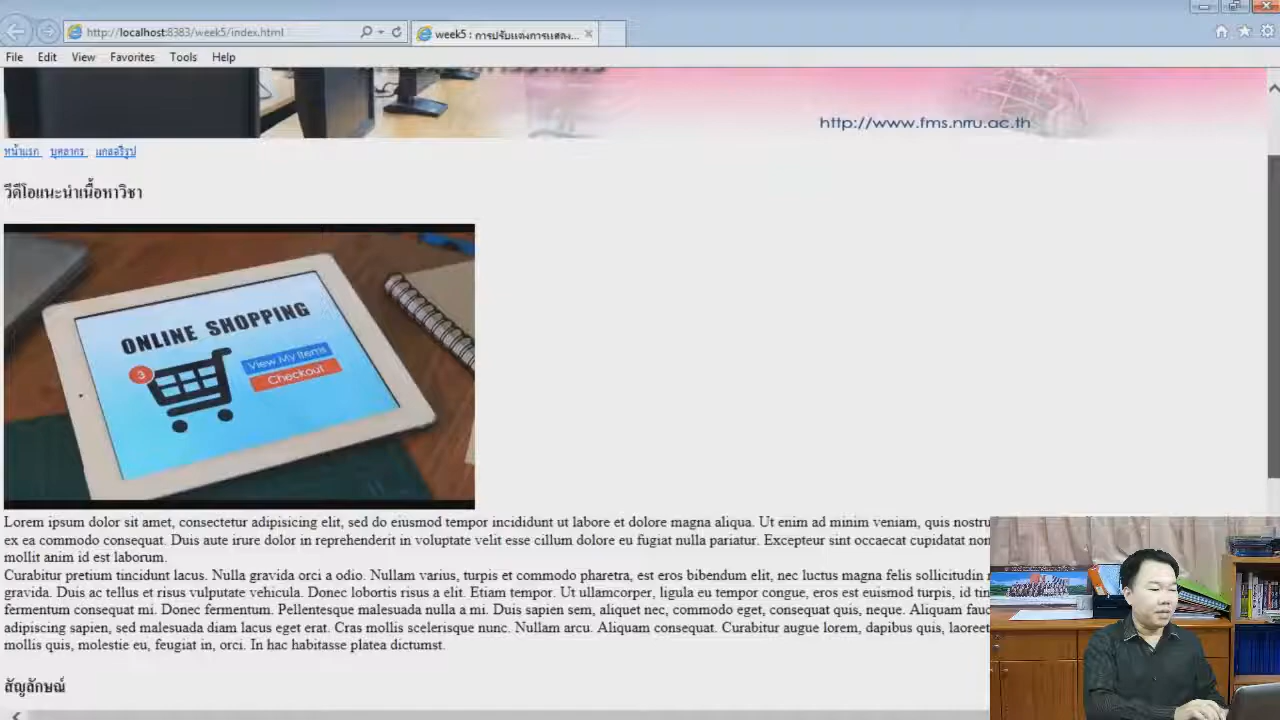 http://localhost:8383/week5/index.html
week5 : การปรับแต่งการแสดง...
File Edit View Favorites Tools Help
http://www.fms.nrru.ac.th
หน้าแรก บุคลากร แกลอรีรูป
วีดีโอแนะนำเนื้อหาวิชา
ONLINE SHOPPING
3
View My Items
Checkout
Lorem ipsum dolor sit amet, consectetur adipisicing elit, sed do eiusmod tempor incididunt ut labore et dolore magna aliqua. Ut enim ad minim veniam, quis nostru
ex ea commodo consequat. Duis aute irure dolor in reprehenderit in voluptate velit esse cillum dolore eu fugiat nulla pariatur. Excepteur sint occaecat cupidatat non
mollit anim id est laborum.
Curabitur pretium tincidunt lacus. Nulla gravida orci a odio. Nullam varius, turpis et commodo pharetra, est eros bibendum elit, nec luctus magna felis sollicitudin
gravida. Duis ac tellus et risus vulputate vehicula. Donec lobortis risus a elit. Etiam tempor. Ut ullamcorper, ligula eu tempor congue, eros est euismod turpis, id tin
fermentum consequat mi. Donec fermentum. Pellentesque malesuada nulla a mi. Duis sapien sem, aliquet nec, commodo eget, consequat quis, neque. Aliquam fauc
adipiscing sapien, sed malesuada diam lacus eget erat. Cras mollis scelerisque nunc. Nullam arcu. Aliquam consequat. Curabitur augue lorem, dapibus quis, laoreet
mollis quis, molestie eu, feugiat in, orci. In hac habitasse platea dictumst.
สัญลักษณ์